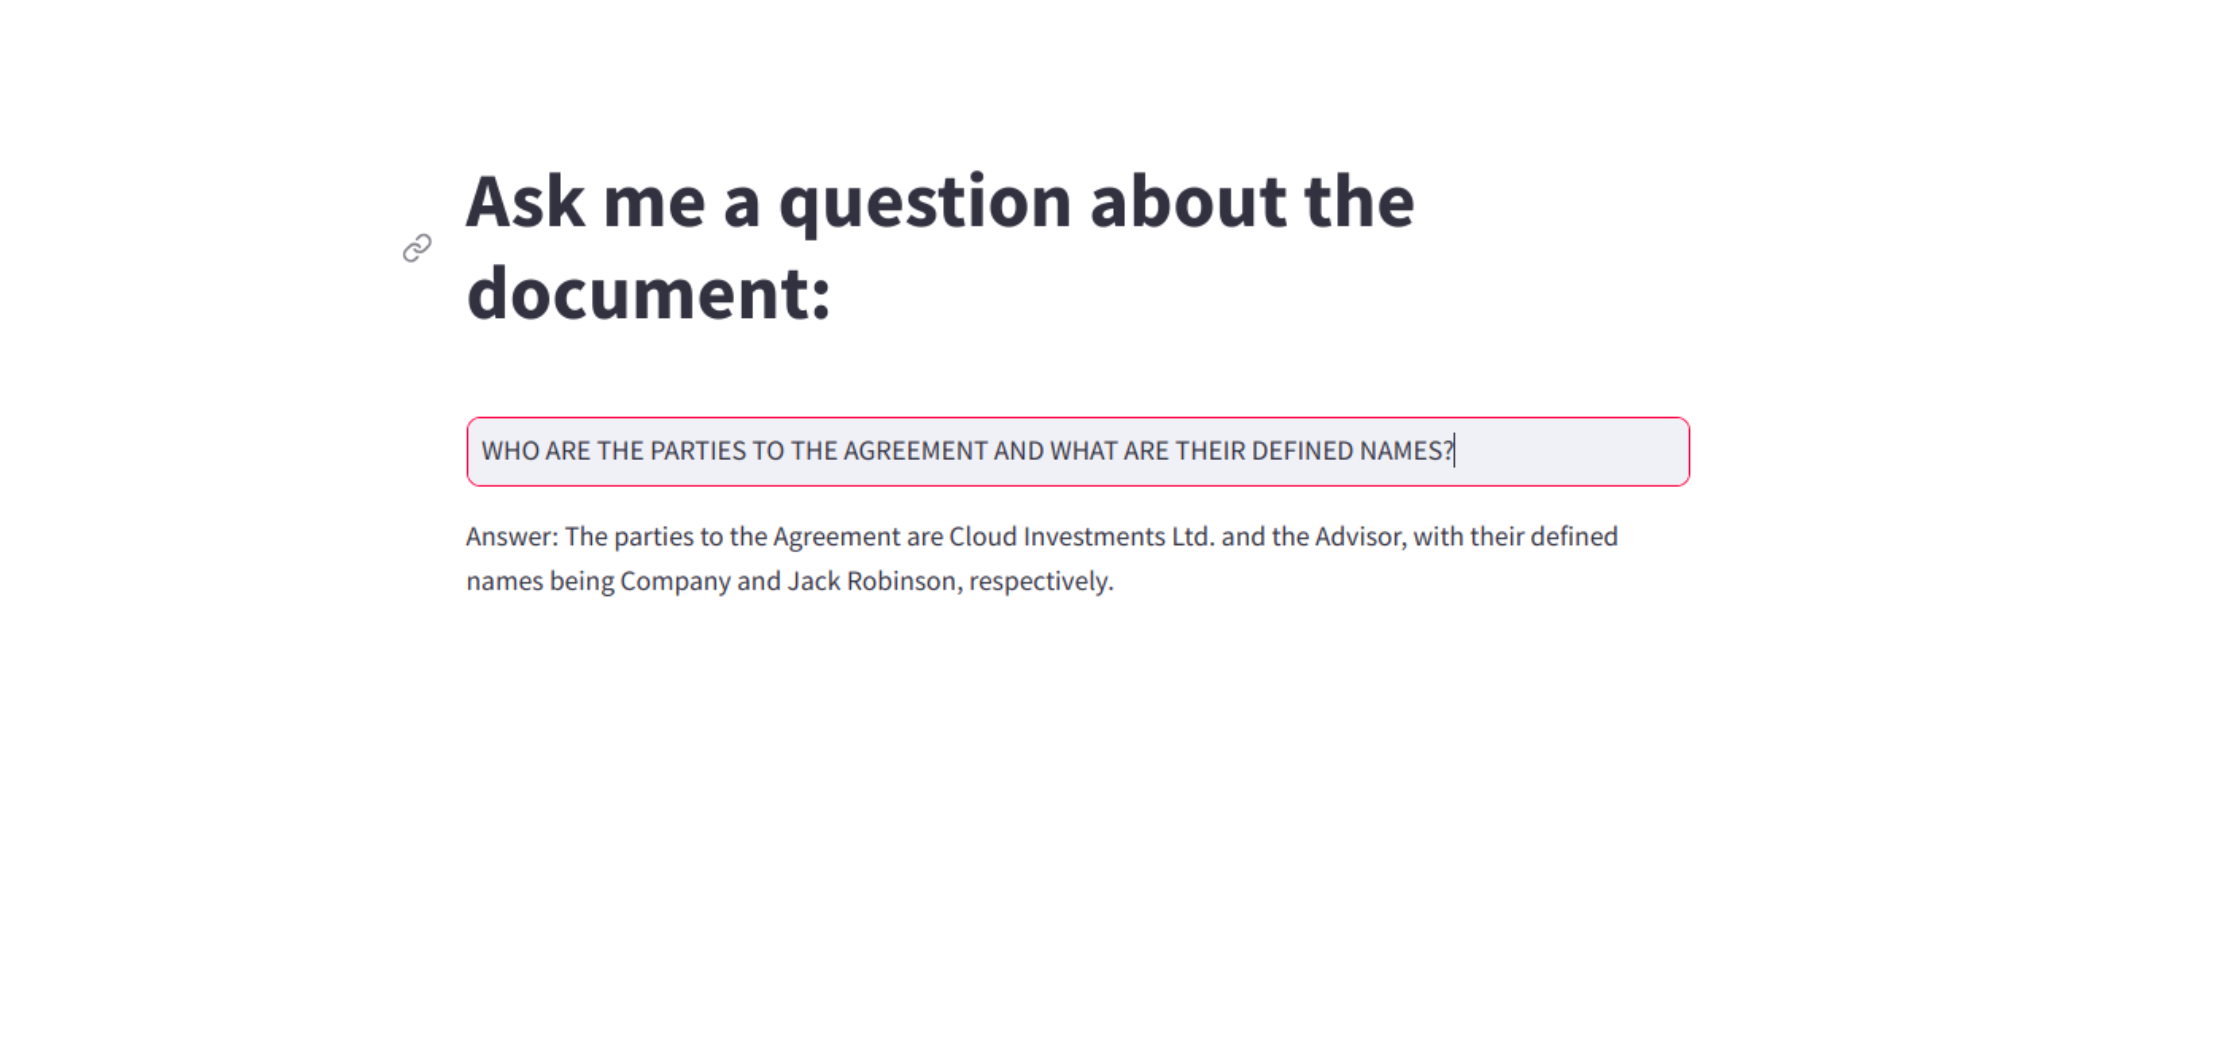 Ask me a question about the
document:
WHO ARE THE PARTIES TO THE AGREEMENT AND WHAT ARE THEIR DEFINED NAMES?
Answer: The parties to the Agreement are Cloud Investments Ltd. and the Advisor, with their defined
names being Company and Jack Robinson, respectively.